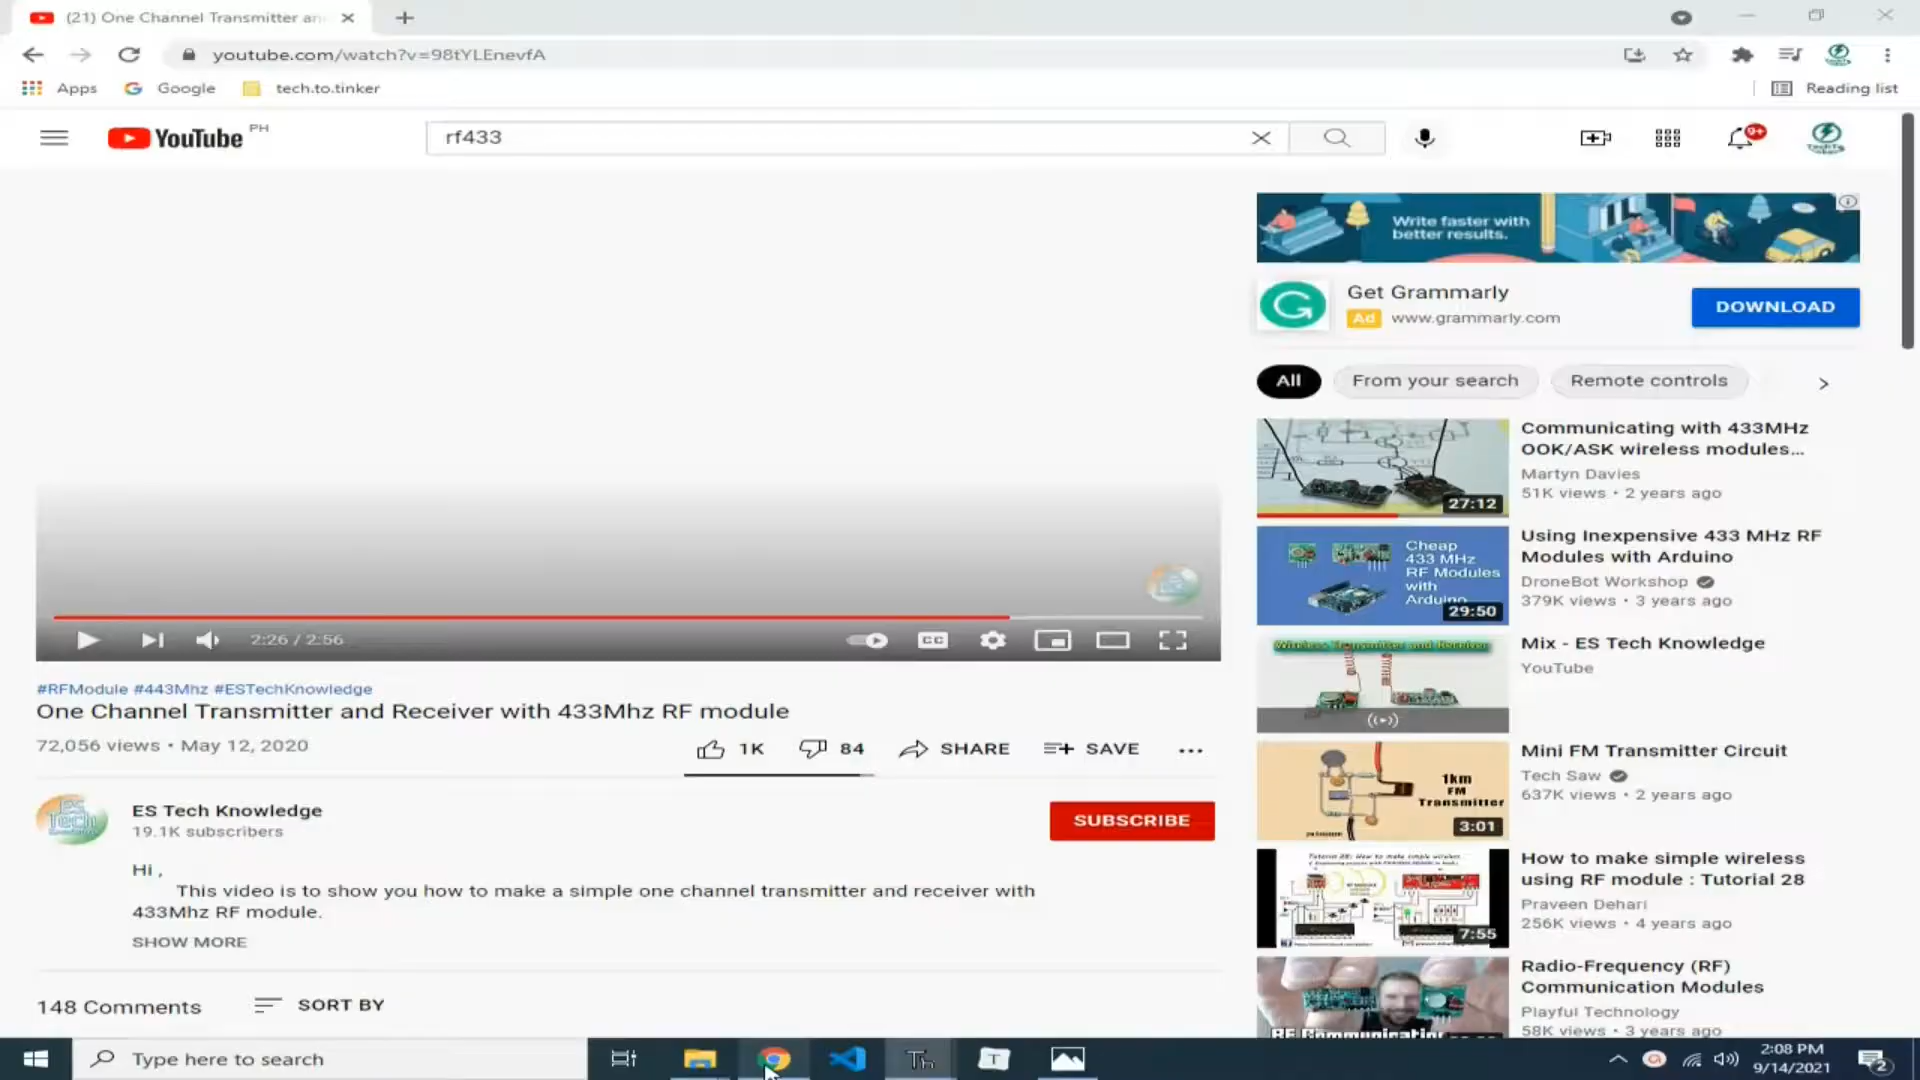 (21) One Channel Transmitter an
youtube.com/watch?v=98tYLEnevfA
Apps
Google
tech.to.tinker
Reading list
YouTube PH
rf433
9+
Write faster with
better results.
Get Grammarly
Ad www.grammarly.com
DOWNLOAD
All
From your search
Remote controls
Communicating with 433MHz
OOK/ASK wireless modules...
Martyn Davies
51K views • 2 years ago
27:12
Using Inexpensive 433 MHz RF
Modules with Arduino
DroneBot Workshop
379K views • 3 years ago
Cheap
433 MHz
RF Modules
with
Arduino
29:50
Mix - ES Tech Knowledge
YouTube
Wireless Transmitter and Receiver
2:26 / 2:56
CC
#RFModule #443Mhz #ESTechKnowledge
One Channel Transmitter and Receiver with 433Mhz RF module
72,056 views • May 12, 2020
1K
84
SHARE
SAVE
Mini FM Transmitter Circuit
Tech Saw
637K views • 2 years ago
1km
FM
Transmitter
3:01
ES Tech Knowledge
19.1K subscribers
SUBSCRIBE
Hi ,
This video is to show you how to make a simple one channel transmitter and receiver with
433Mhz RF module.
SHOW MORE
How to make simple wireless
using RF module : Tutorial 28
Praveen Dehari
256K views • 4 years ago
7:55
Radio-Frequency (RF)
Communication Modules
Playful Technology
58K views • 3 years ago
148 Comments
SORT BY
Type here to search
2:08 PM
9/14/2021
2